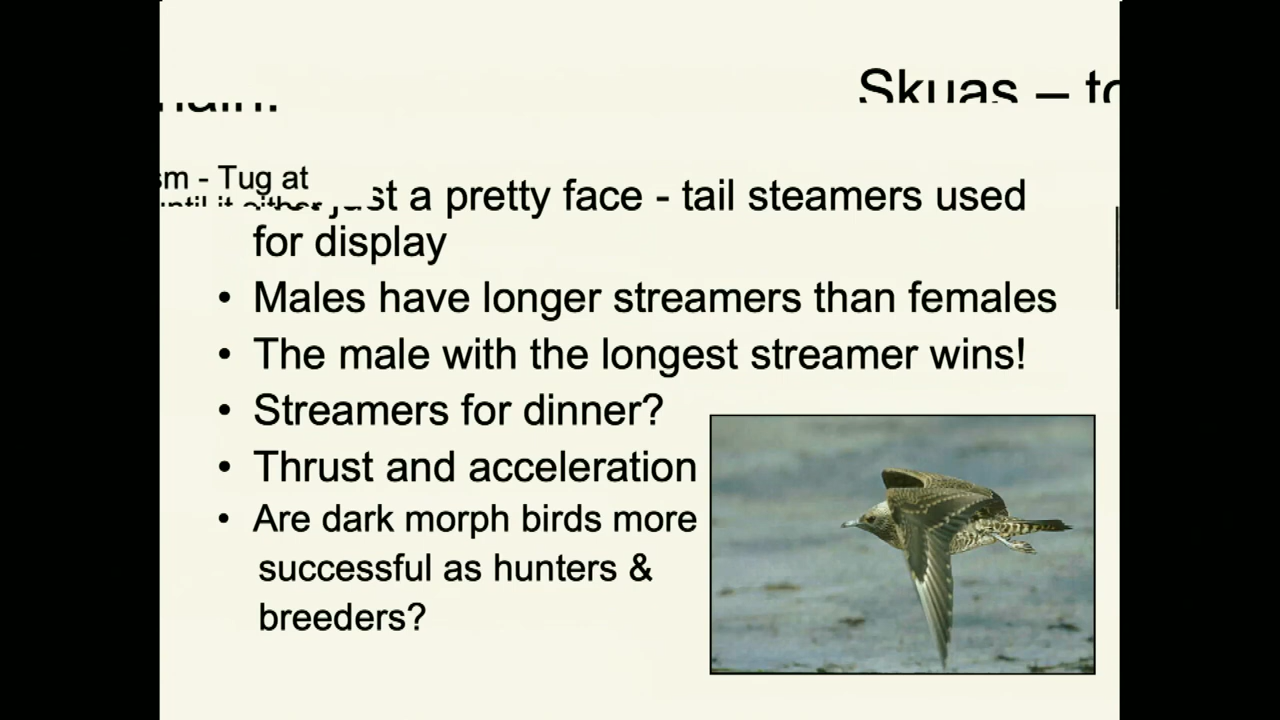 Skuas –
sm - Tug at
just a pretty face - tail steamers used
for display
• Males have longer streamers than females
• The male with the longest streamer wins!
• Streamers for dinner?
• Thrust and acceleration
• Are dark morph birds more
successful as hunters &
breeders?